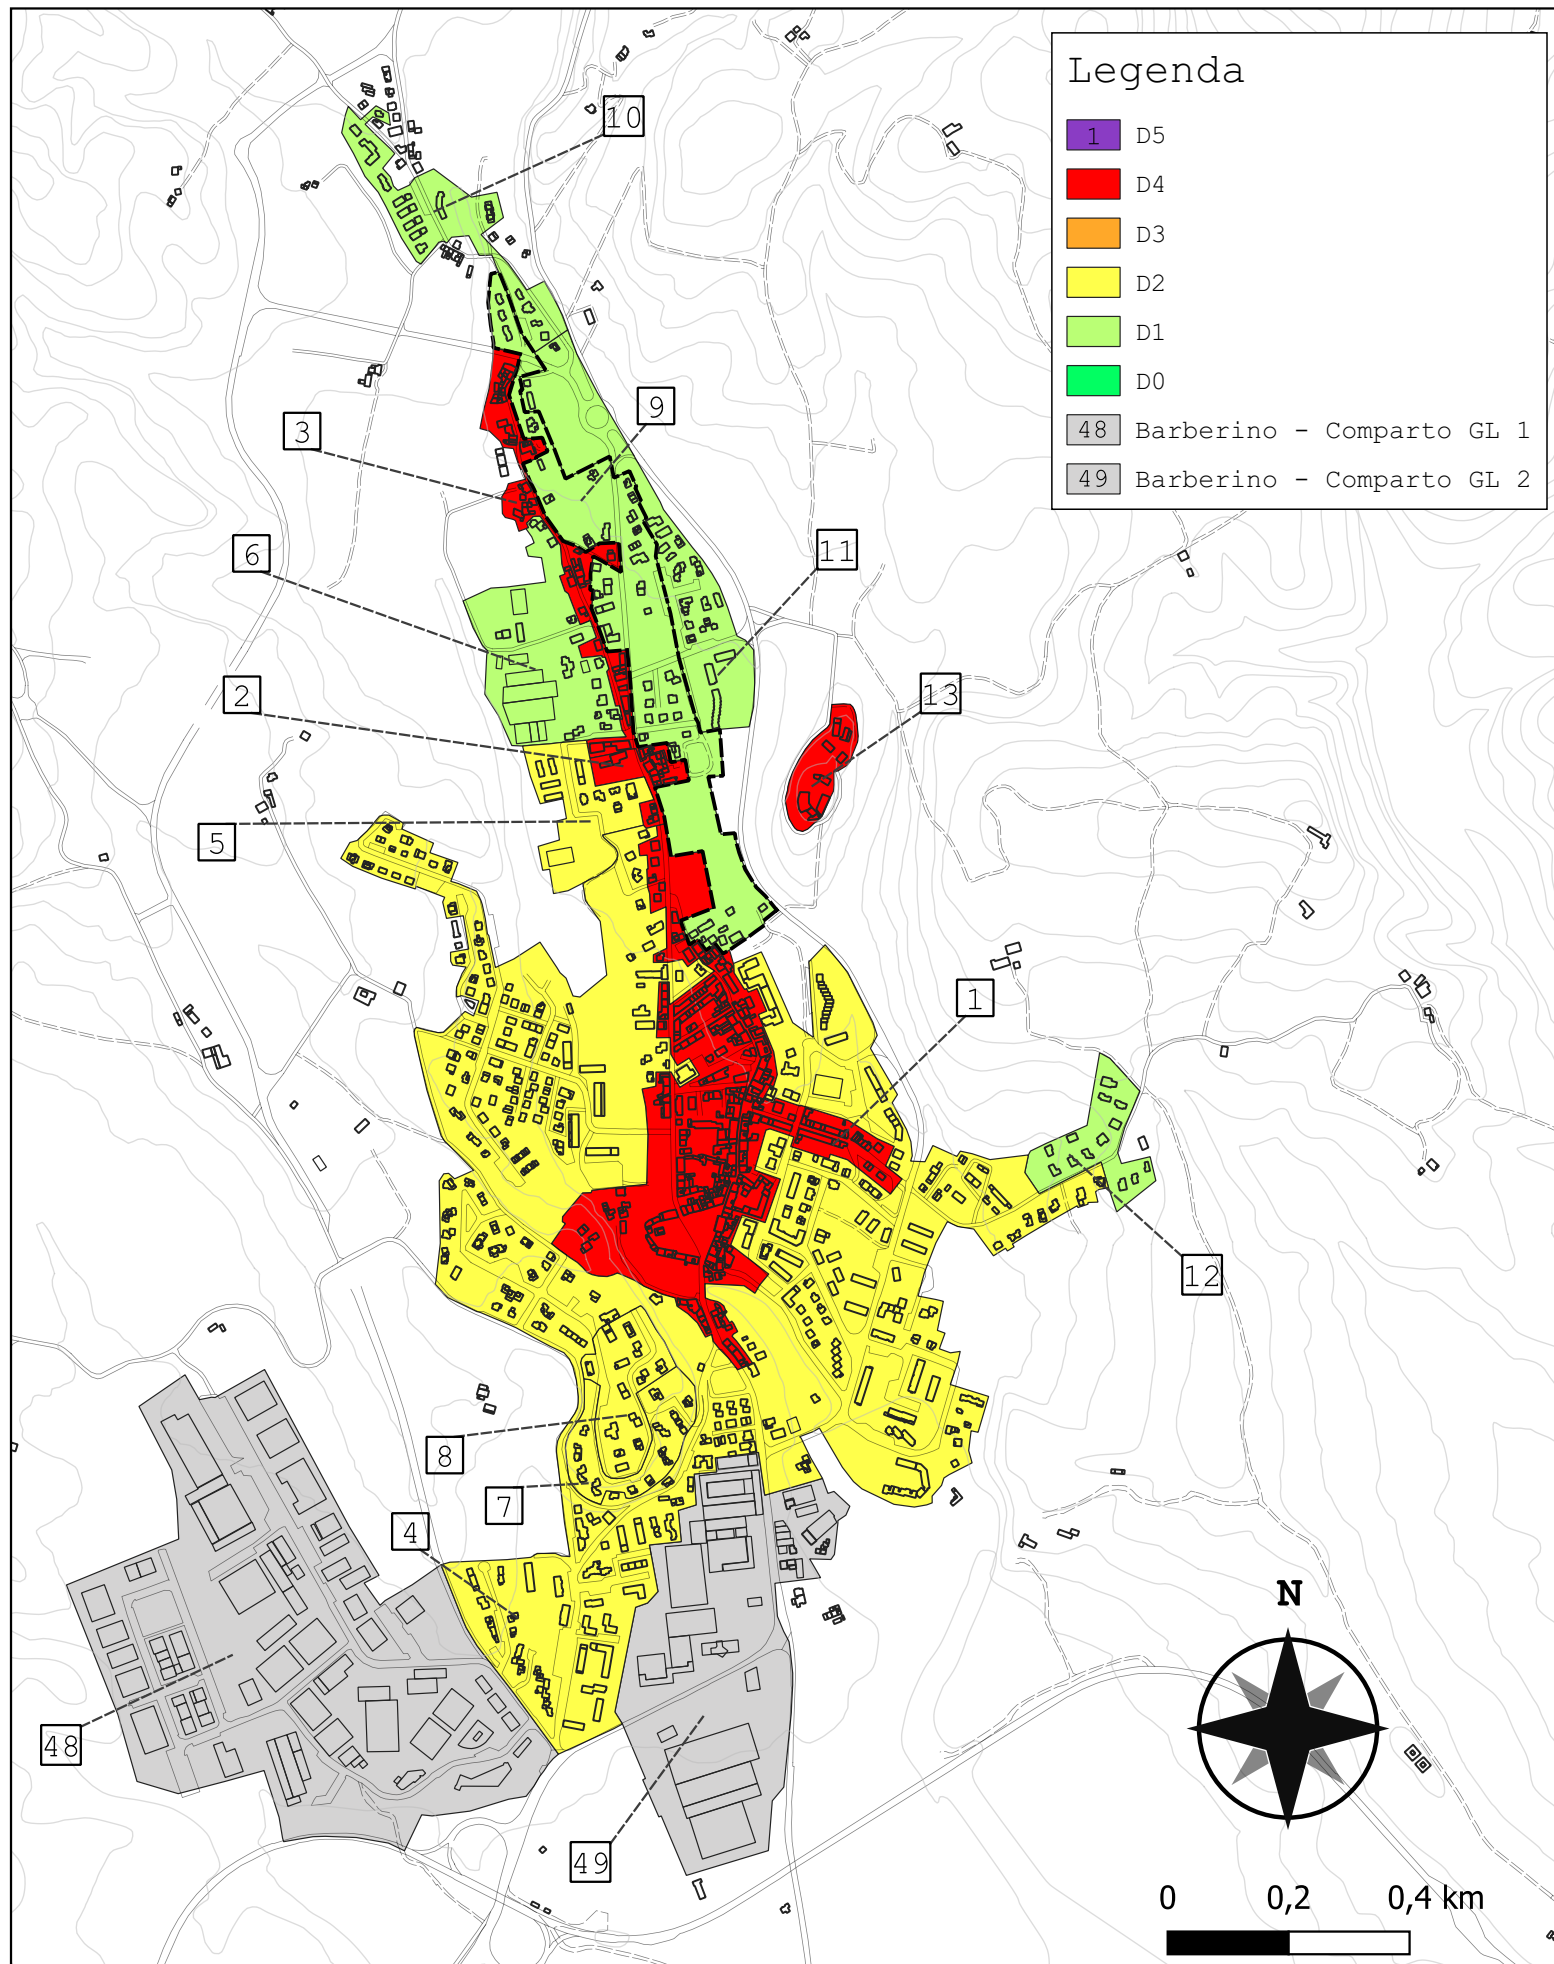 Legenda
1 D5
D4
D3
D2
D1
D0
48 Barberino - Comparto GL 1
49 Barberino - Comparto GL 2
10
9
3
6
11
2
13
5
1
12
8
7
4
48
49
N
0 0,2 0,4 km